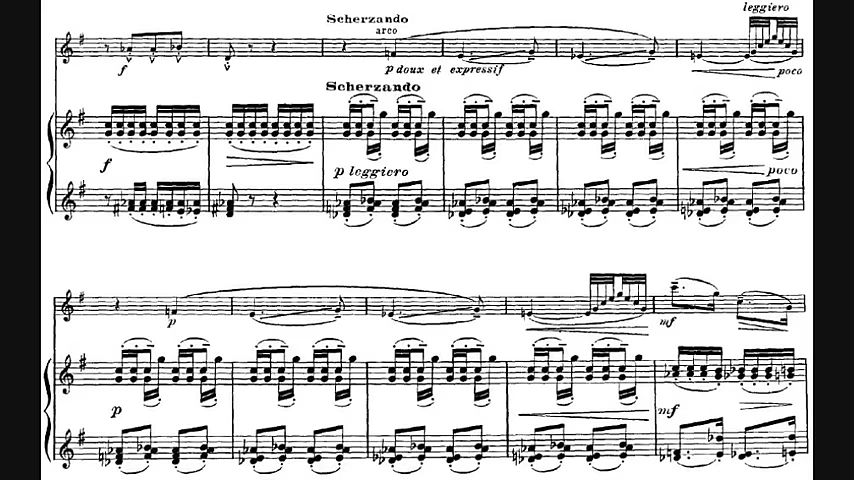 leggiero
Scherzando
arco
f
p doux et expressif
poco
Scherzando
f
p leggiero
poco
p
mf
p
mf